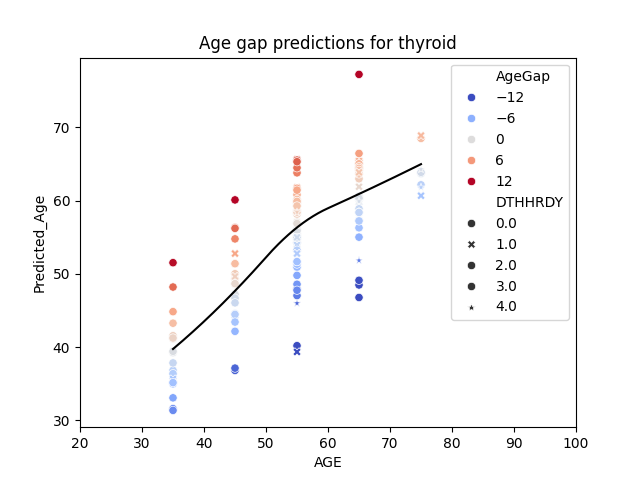 Age gap predictions for thyroid
Predicted_Age
70
60
50
40
30
20 30 40 50 60 70 80 90 100
AGE
AgeGap
−12
−6
0
6
12
DTHHRDY
0.0
1.0
2.0
3.0
4.0